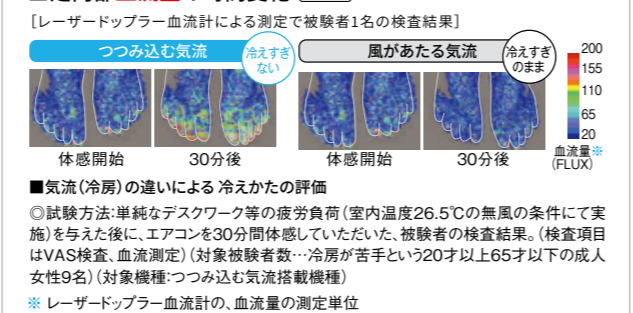 ［レーザードップラー血流計による測定で被験者1名の検査結果］
つつみ込む気流
冷えすぎ
ない
風があたる気流
冷えすぎ
のまま
体感開始
30分後
体感開始
30分後
200
155
110
65
20
血流量※
（FLUX）
■気流（冷房）の違いによる 冷えかたの評価
◎試験方法：単純なデスクワーク等の疲労負荷（室内温度26.5℃の無風の条件にて実
施）を与えた後に、エアコンを30分間体感していただいた、被験者の検査結果。（検査項目
はVAS検査、血流測定）（対象被験者数…冷房が苦手という20才以上65才以下の成人
女性9名）（対象機種：つつみ込む気流搭載機種）
※ レーザードップラー血流計の、血流量の測定単位